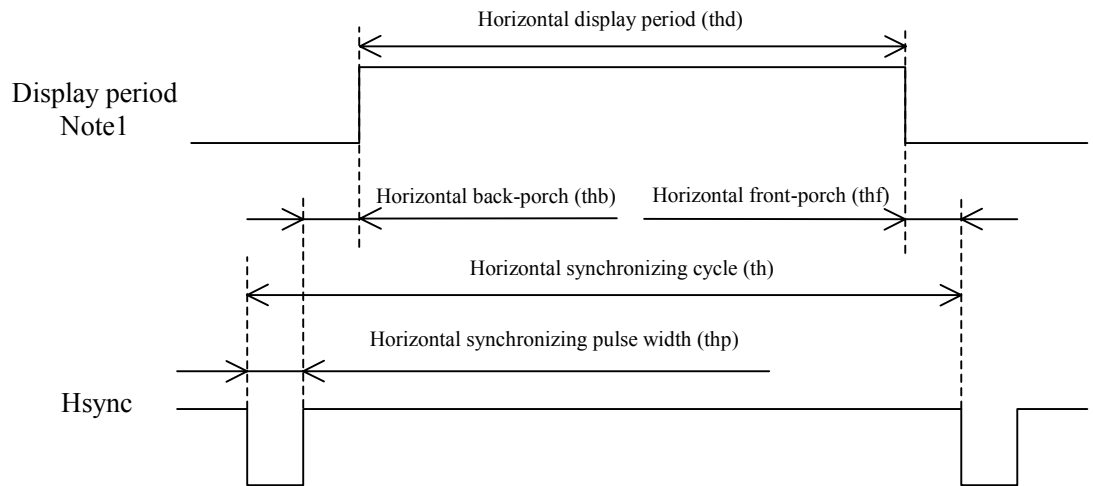 Horizontal display period (thd)
Display period
Note1
Horizontal back-porch (thb)
Horizontal front-porch (thf)
Horizontal synchronizing cycle (th)
Horizontal synchronizing pulse width (thp)
Hsync